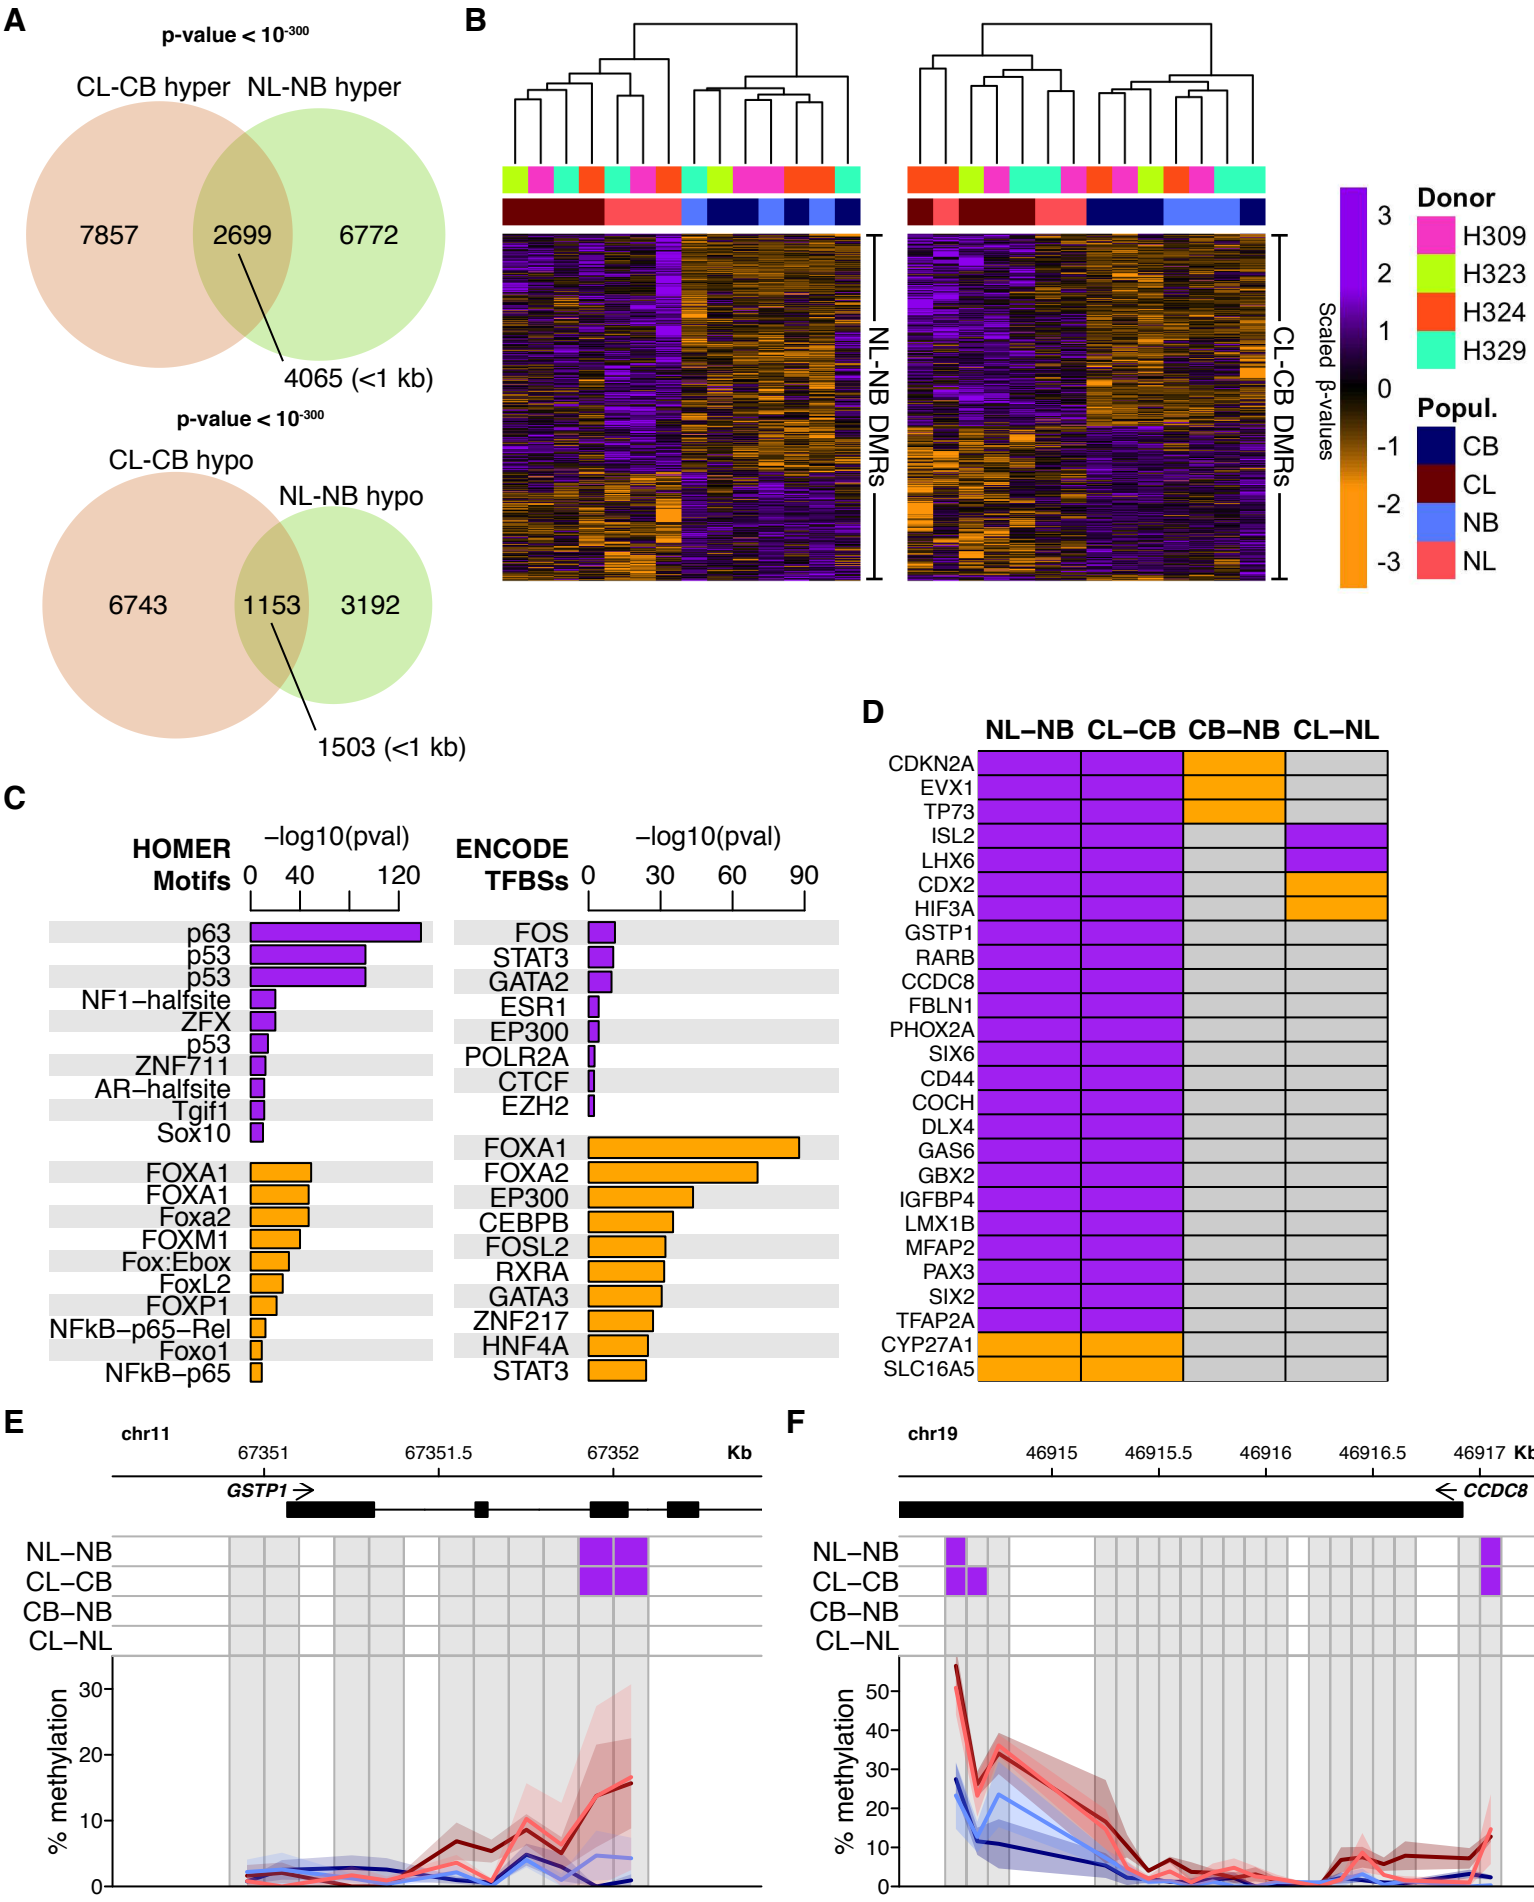 A
p-value < 10-300
CL-CB hyper NL-NB hyper
7857
2699
6772
4065 (<1 kb)
p-value < 10-300
CL-CB hypo
NL-NB hypo
6743
1153
3192
1503 (<1 kb)
B
NL-NB DMRs
CL-CB DMRs
3
2
1
0
-1
-2
-3
Scaled β-values
Donor
H309
H323
H324
H329
Popul.
CB
CL
NB
NL
C
HOMER
Motifs
−log10(pval)
0 40 120
p63
p53
p53
NF1−halfsite
ZFX
p53
ZNF711
AR−halfsite
Tgif1
Sox10
FOXA1
FOXA1
Foxa2
FOXM1
Fox:Ebox
FoxL2
FOXP1
NFkB−p65−Rel
Foxo1
NFkB−p65
ENCODE
TFBSs
−log10(pval)
0 30 60 90
FOS
STAT3
GATA2
ESR1
EP300
POLR2A
CTCF
EZH2
FOXA1
FOXA2
EP300
CEBPB
FOSL2
RXRA
GATA3
ZNF217
HNF4A
STAT3
D
NL−NB CL−CB CB−NB CL−NL
CDKN2A
EVX1
TP73
ISL2
LHX6
CDX2
HIF3A
GSTP1
RARB
CCDC8
FBLN1
PHOX2A
SIX6
CD44
COCH
DLX4
GAS6
GBX2
IGFBP4
LMX1B
MFAP2
PAX3
SIX2
TFAP2A
CYP27A1
SLC16A5
E
chr11
67351 67351.5 67352 Kb
GSTP1
NL−NB
CL−CB
CB−NB
CL−NL
% methylation
30
20
10
0
F
chr19
46915 46915.5 46916 46916.5 46917 Kb
CCDC8
NL−NB
CL−CB
CB−NB
CL−NL
% methylation
50
40
30
20
10
0